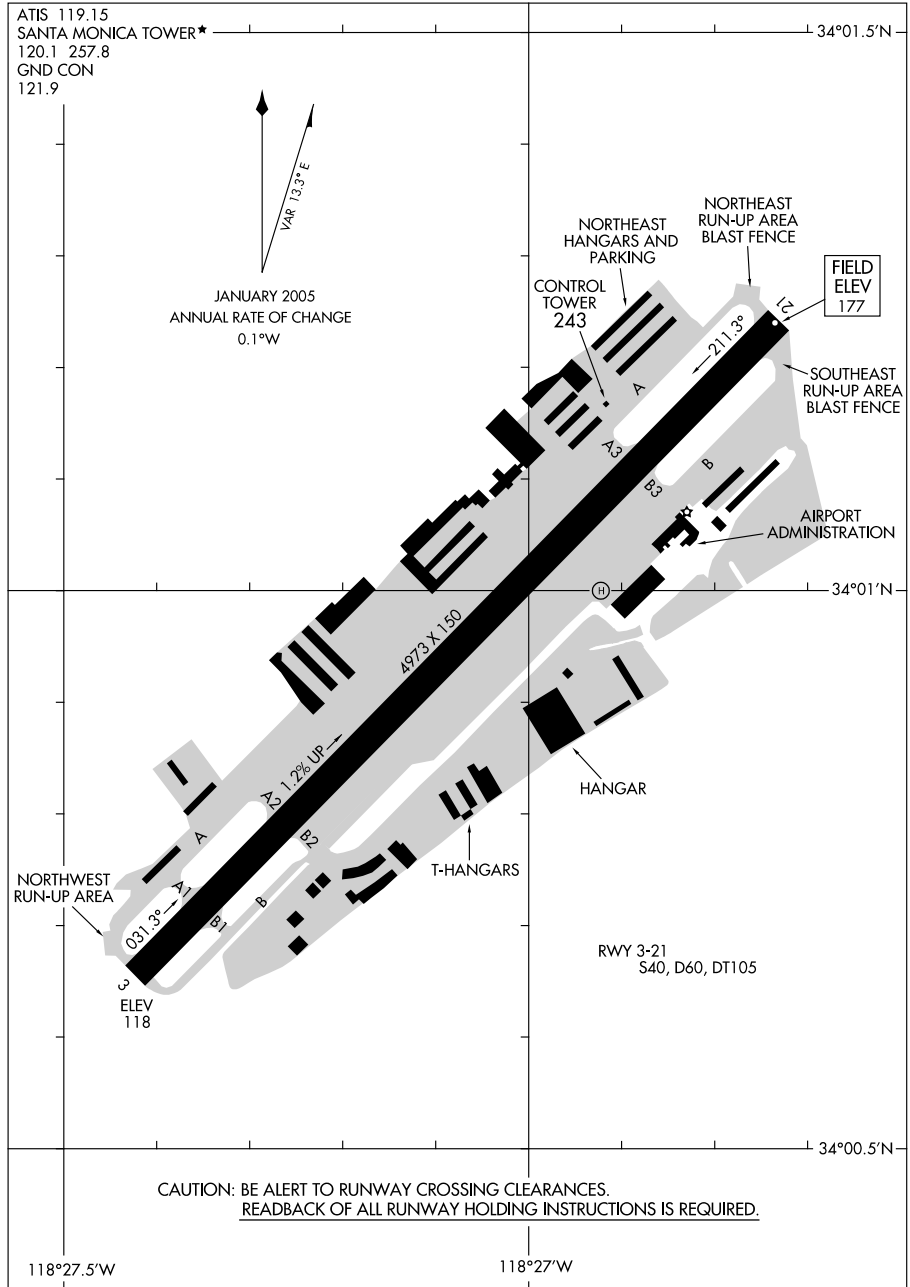 ATIS 119.15
SANTA MONICA TOWER★
120.1 257.8
GND CON
121.9
34°01.5'N
VAR 13.3° E
JANUARY 2005
ANNUAL RATE OF CHANGE
0.1°W
NORTHEAST
HANGARS AND
PARKING
NORTHEAST
RUN-UP AREA
BLAST FENCE
CONTROL
TOWER
243
FIELD
ELEV
177
21
211.3°
A
SOUTHEAST
RUN-UP AREA
BLAST FENCE
A3
B
B3
AIRPORT
ADMINISTRATION
H
34°01'N
4973 X 150
1.2% UP
HANGAR
A2
A
B2
T-HANGARS
NORTHWEST
RUN-UP AREA
A1
B
B1
031.3°
3
ELEV
118
RWY 3-21
S40, D60, DT105
34°00.5'N
CAUTION: BE ALERT TO RUNWAY CROSSING CLEARANCES.
READBACK OF ALL RUNWAY HOLDING INSTRUCTIONS IS REQUIRED.
118°27.5'W
118°27'W